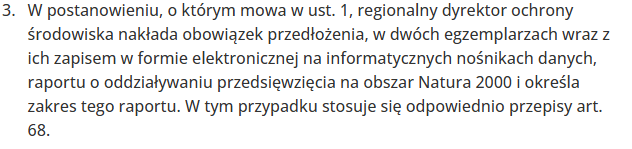 3. W postanowieniu, o którym mowa w ust. 1, regionalny dyrektor ochrony
środowiska nakłada obowiązek przedłożenia, w dwóch egzemplarzach wraz z
ich zapisem w formie elektronicznej na informatycznych nośnikach danych,
raportu o oddziaływaniu przedsięwzięcia na obszar Natura 2000 i określa
zakres tego raportu. W tym przypadku stosuje się odpowiednio przepisy art.
68.